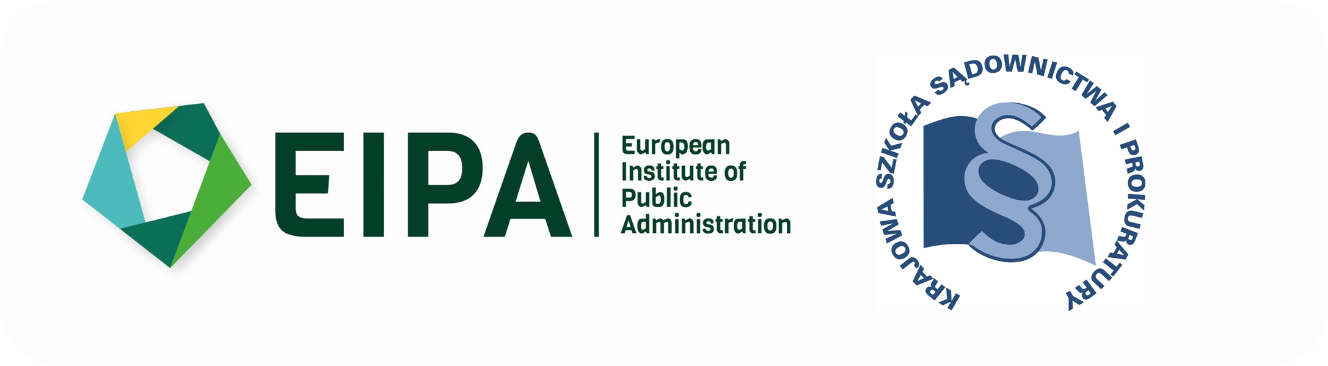 EIPA
European
Institute of
Public
Administration
KRAJOWA SZKOŁA SĄDOWNICTWA I PROKURATURY
§